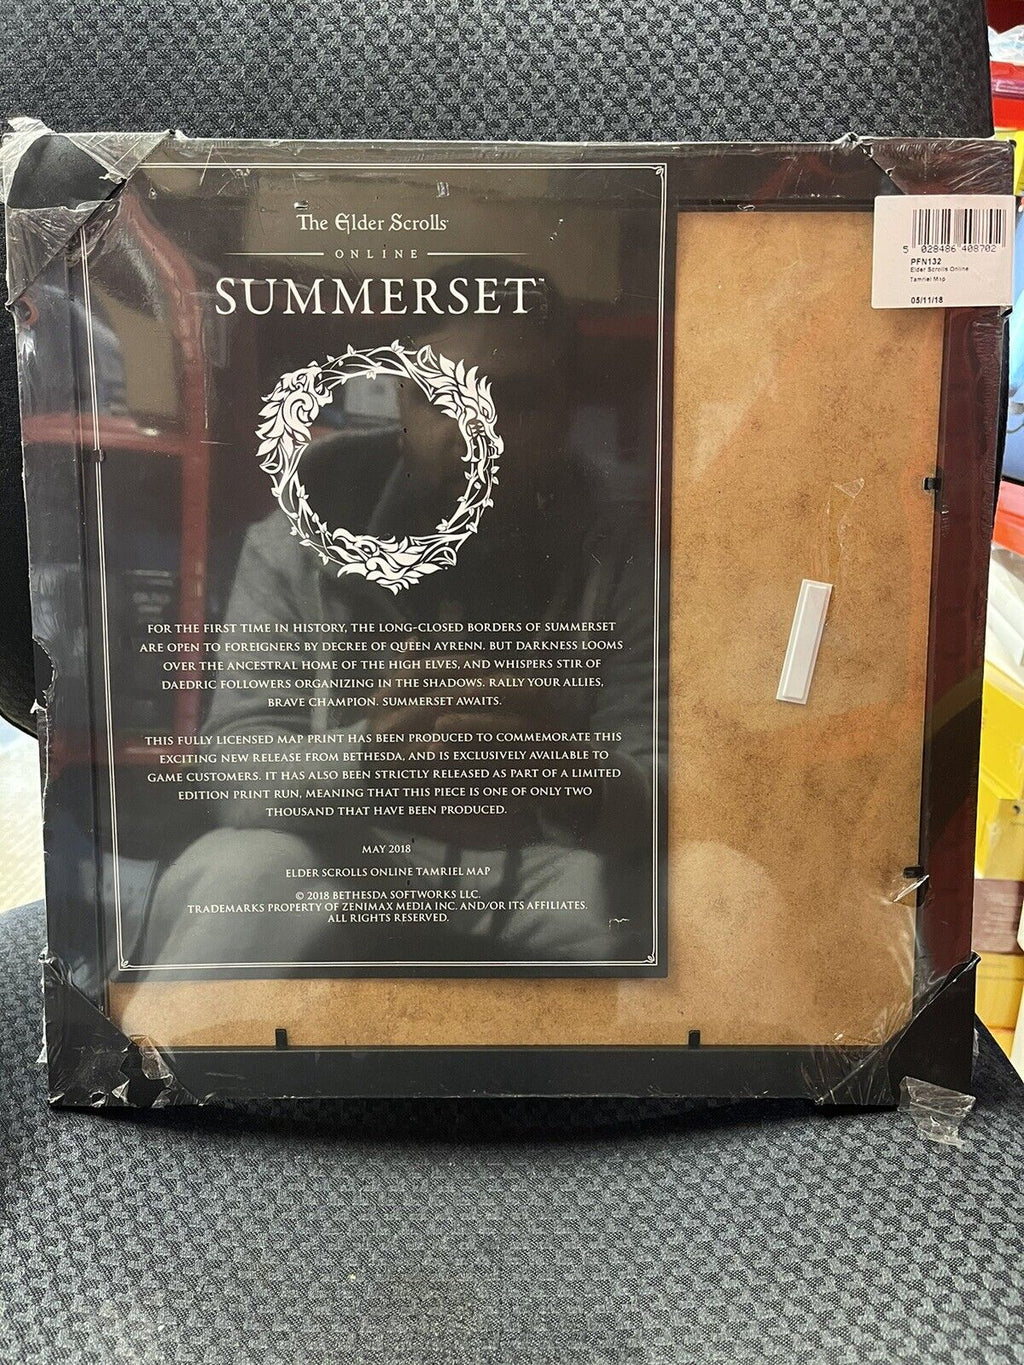 The Elder Scrolls
ONLINE
SUMMERSET™
FOR THE FIRST TIME IN HISTORY, THE LONG-CLOSED BORDERS OF SUMMERSET
ARE OPEN TO FOREIGNERS BY DECREE OF QUEEN AYRENN. BUT DARKNESS LOOMS
OVER THE ANCESTRAL HOME OF THE HIGH ELVES, AND WHISPERS STIR OF
DAEDRIC FOLLOWERS ORGANIZING IN THE SHADOWS. RALLY YOUR ALLIES,
BRAVE CHAMPION. SUMMERSET AWAITS.
THIS FULLY LICENSED MAP PRINT HAS BEEN PRODUCED TO COMMEMORATE THIS
EXCITING NEW RELEASE FROM BETHESDA, AND IS EXCLUSIVELY AVAILABLE TO
GAME CUSTOMERS. IT HAS ALSO BEEN STRICTLY RELEASED AS PART OF A LIMITED
EDITION PRINT RUN, MEANING THAT THIS PIECE IS ONE OF ONLY TWO
THOUSAND THAT HAVE BEEN PRODUCED.
MAY 2018
ELDER SCROLLS ONLINE TAMRIEL MAP
© 2018 BETHESDA SOFTWORKS LLC.
TRADEMARKS PROPERTY OF ZENIMAX MEDIA INC. AND/OR ITS AFFILIATES.
ALL RIGHTS RESERVED.
5 028486 408702
PFN132
Elder Scrolls Online
Tamriel Map
05/11/18